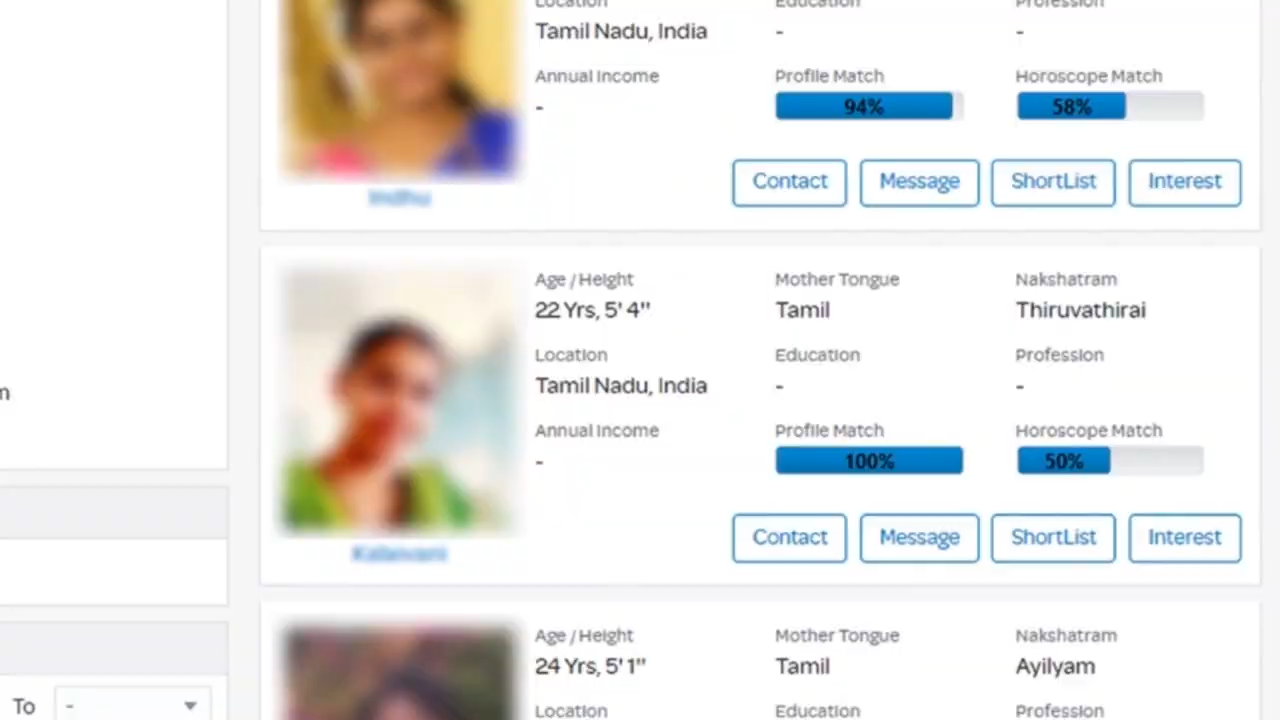 Location Education Profession
Tamil Nadu, India - -
Annual Income Profile Match Horoscope Match
- 94% 58%
Contact Message ShortList Interest
Age / Height Mother Tongue Nakshatram
22 Yrs, 5' 4" Tamil Thiruvathirai
Location Education Profession
Tamil Nadu, India - -
m
Annual Income Profile Match Horoscope Match
- 100% 50%
Contact Message ShortList Interest
Age / Height Mother Tongue Nakshatram
24 Yrs, 5' 1" Tamil Ayilyam
To -
Location Education Profession